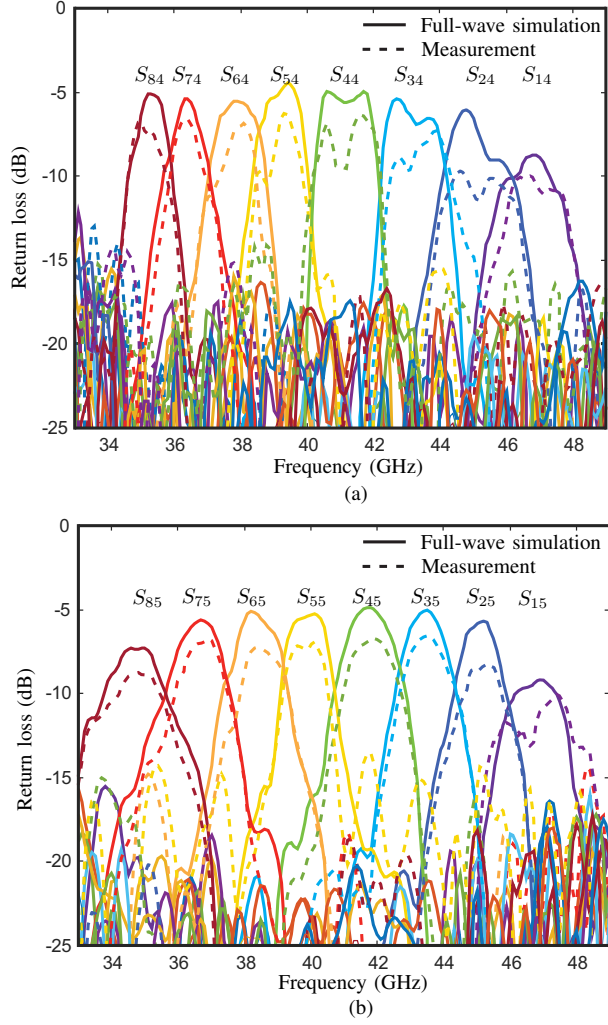 0
Full-wave simulation
Measurement
S84 S74 S64 S54 S44 S34 S24 S14
-5
-10
-15
-20
-25
Return loss (dB)
34 36 38 40 42 44 46 48
Frequency (GHz)
(a)
0
Full-wave simulation
Measurement
S85 S75 S65 S55 S45 S35 S25 S15
-5
-10
-15
-20
-25
Return loss (dB)
34 36 38 40 42 44 46 48
Frequency (GHz)
(b)